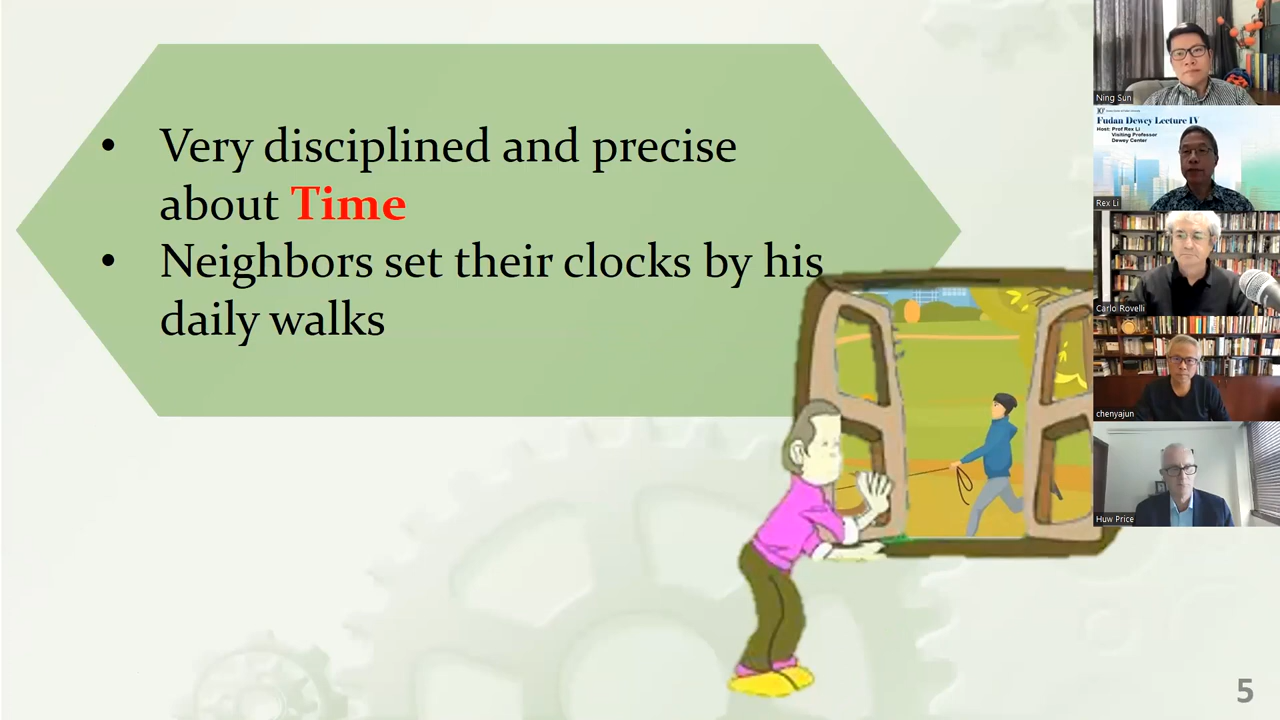 • Very disciplined and precise
about Time
• Neighbors set their clocks by his
daily walks
5
Ning Sun
Fudan Dewey Lecture IV
Host: Prof Rex Li
Visiting Professor
Dewey Center
Rex Li
Carlo Rovelli
chenyajun
Huw Price